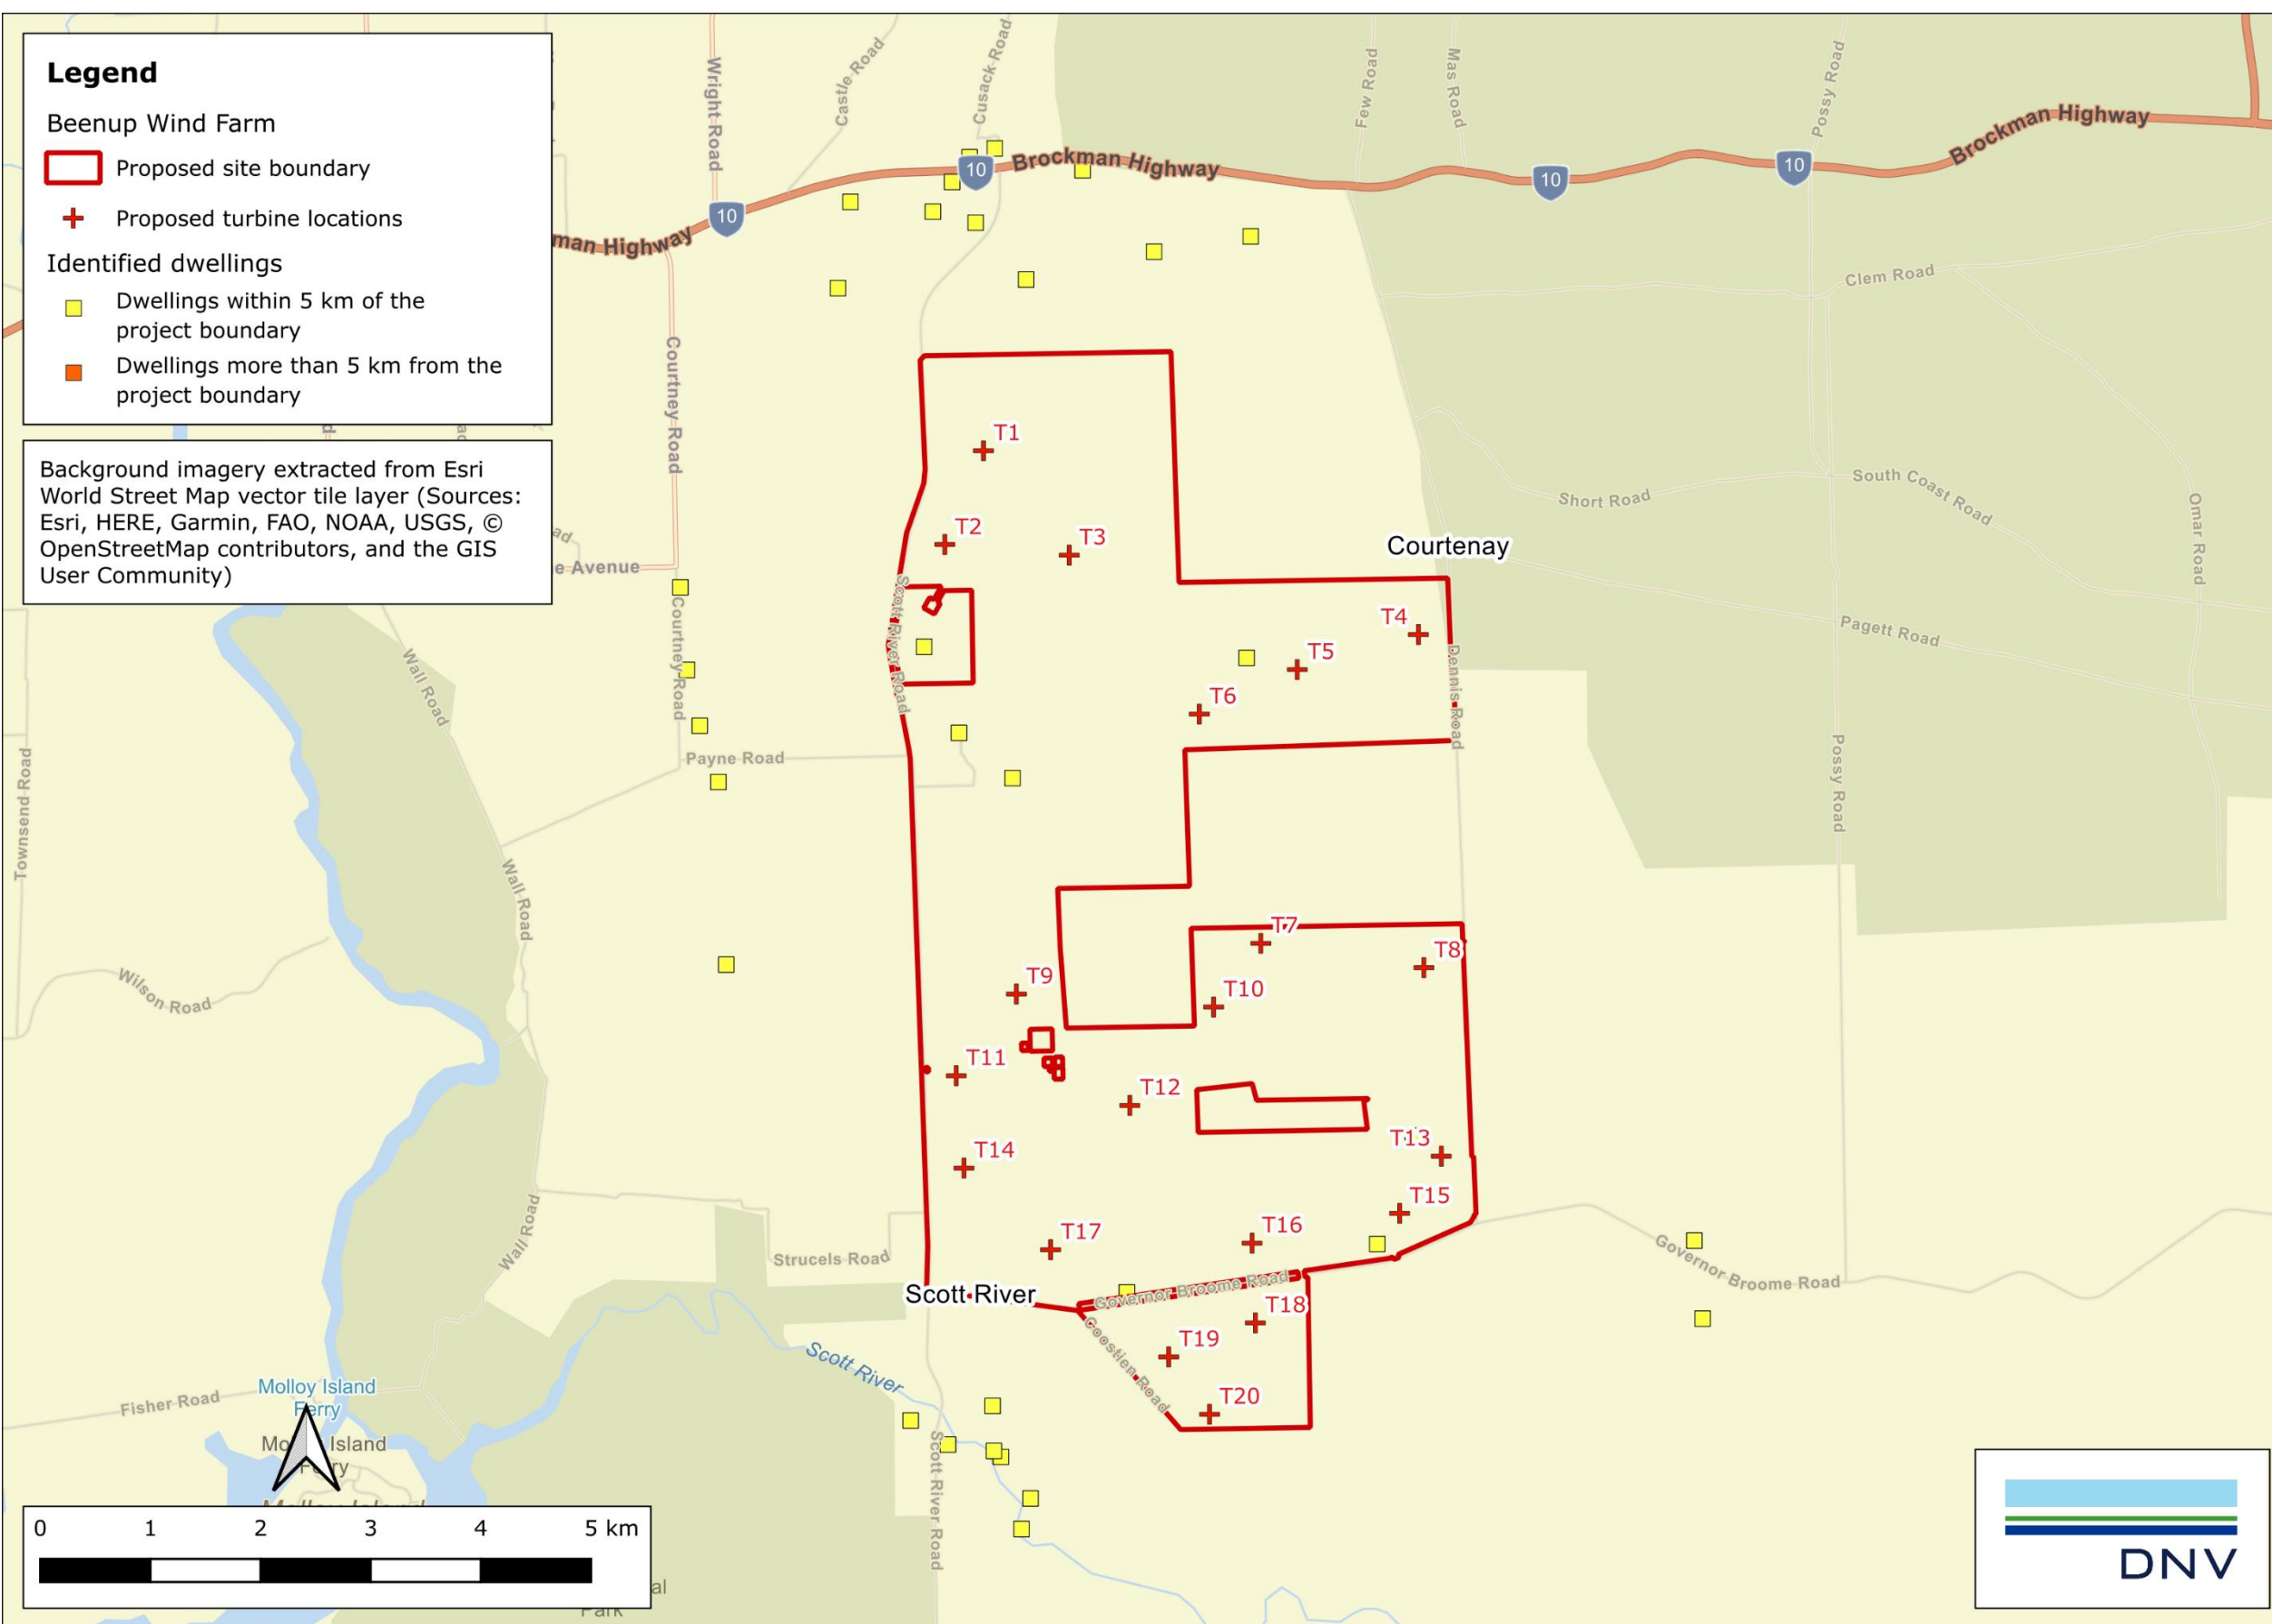 Legend
Beenup Wind Farm
Proposed site boundary
Proposed turbine locations
Identified dwellings
Dwellings within 5 km of the
project boundary
Dwellings more than 5 km from the
project boundary
Background imagery extracted from Esri
World Street Map vector tile layer (Sources:
Esri, HERE, Garmin, FAO, NOAA, USGS, ©
OpenStreetMap contributors, and the GIS
User Community)
Wright Road
Castle Road
Cusack Road
Few Road
Mas Road
Possy Road
Brockman Highway
Brockman Highway
10
10
10
10
man Highway
Clem Road
Courtney Road
T1
South Coast Road
Short Road
Omar Road
T2
T3
Courtenay
e Avenue
ad
Courtney Road
Scott River Road
T4
Pagett Road
T5
Dennis Road
T6
Wall Road
Payne Road
Townsend Road
Possy Road
Wall Road
T7
T8
T9
T10
Wilson Road
T11
T12
T13
T14
T15
T16
T17
Wall Road
Strucels Road
Governor Broome Road
Scott River
Governor Broome Road
T18
Coostien Road
T19
Scott River
T20
Molloy Island
Ferry
Fisher Road
Scott River Road
Molloy Island
0 1 2 3 4 5 km
al
Park
DNV